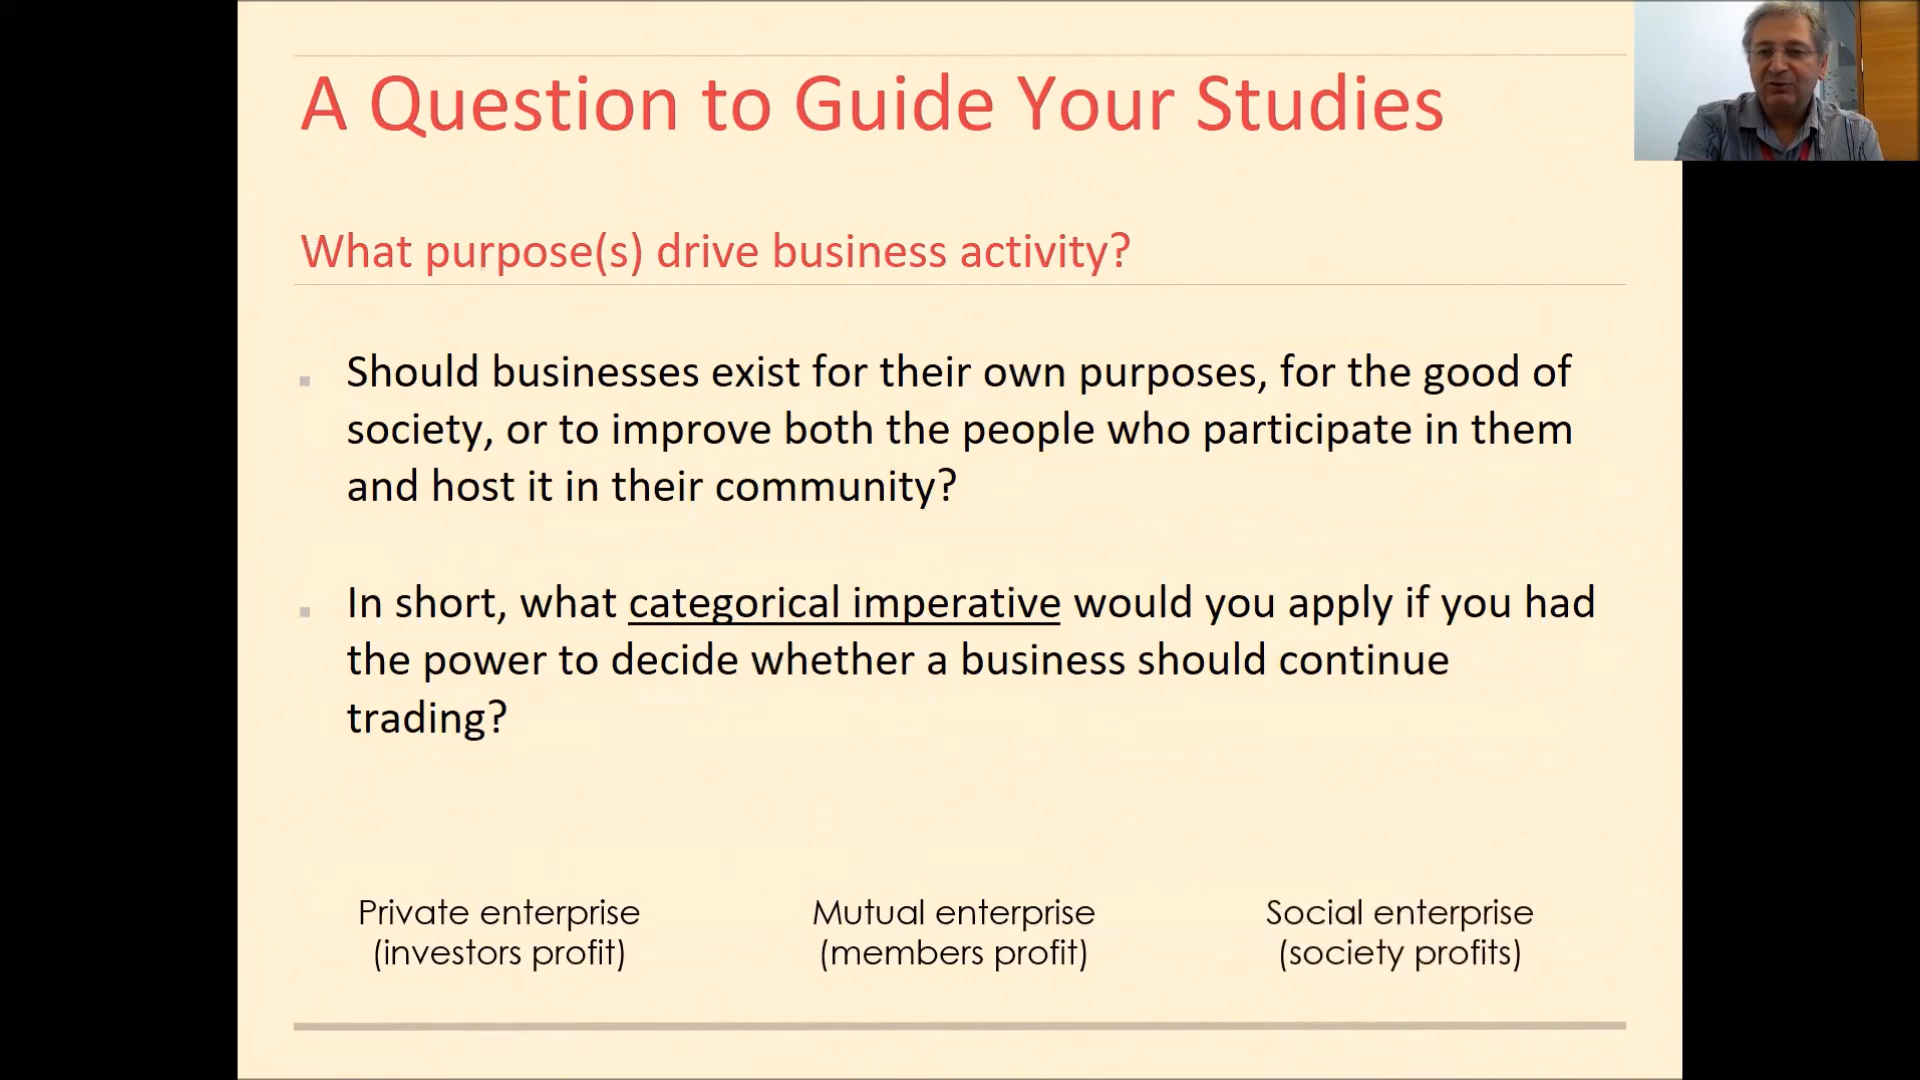 A Question to Guide Your Studies
What purpose(s) drive business activity?
Should businesses exist for their own purposes, for the good of
society, or to improve both the people who participate in them
and host it in their community?
In short, what categorical imperative would you apply if you had
the power to decide whether a business should continue
trading?
Private enterprise
(investors profit)
Mutual enterprise
(members profit)
Social enterprise
(society profits)